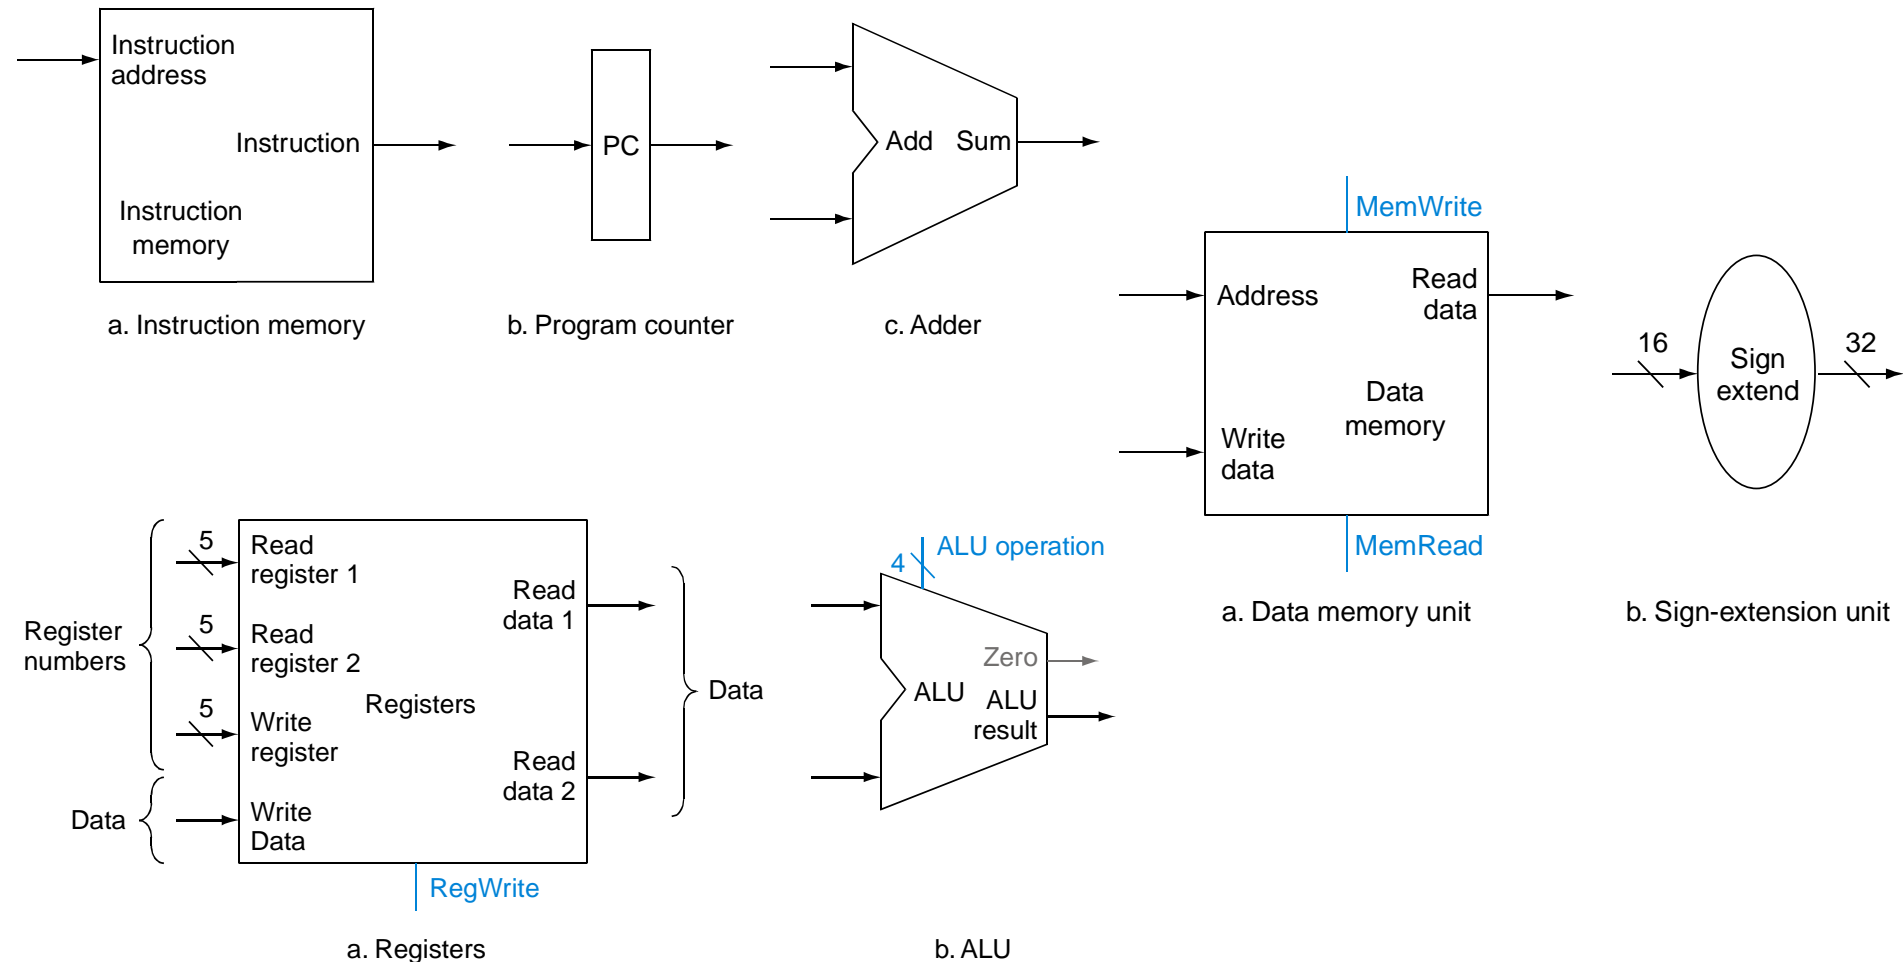 Instruction
address
Instruction
Instruction
memory
a. Instruction memory
PC
b. Program counter
Add Sum
c. Adder
MemWrite
Address
Read
data
Data
memory
Write
data
MemRead
a. Data memory unit
16
Sign
extend
32
b. Sign-extension unit
Register
numbers
5
5
5
Data
Read
register 1
Read
register 2
Write
register
Write
Data
Registers
Read
data 1
Read
data 2
Data
RegWrite
a. Registers
4
ALU operation
Zero
ALU
ALU
result
b. ALU